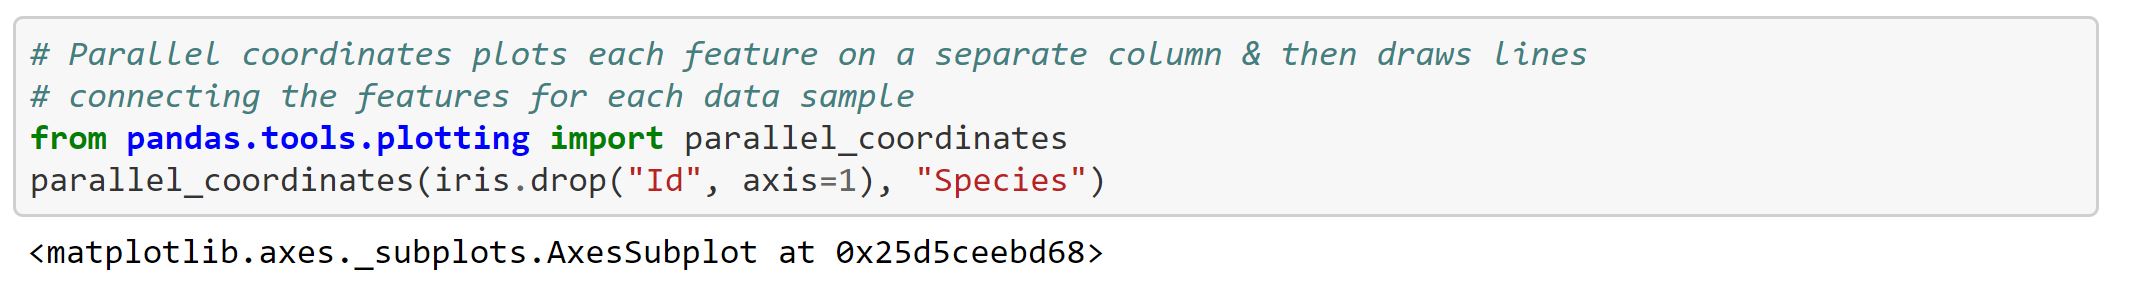 # Parallel coordinates plots each feature on a separate column & then draws lines
# connecting the features for each data sample
from pandas.tools.plotting import parallel_coordinates
parallel_coordinates(iris.drop("Id", axis=1), "Species")
<matplotlib.axes._subplots.AxesSubplot at 0x25d5ceebd68>